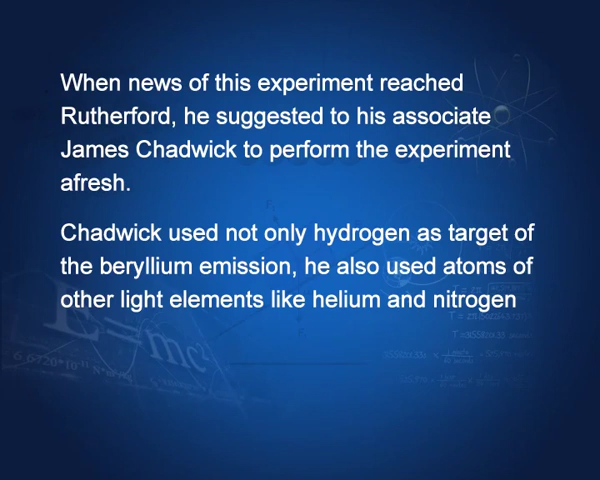 When news of this experiment reached
Rutherford, he suggested to his associate
James Chadwick to perform the experiment
afresh.
Chadwick used not only hydrogen as target of
the beryllium emission, he also used atoms of
other light elements like helium and nitrogen
E=mc²